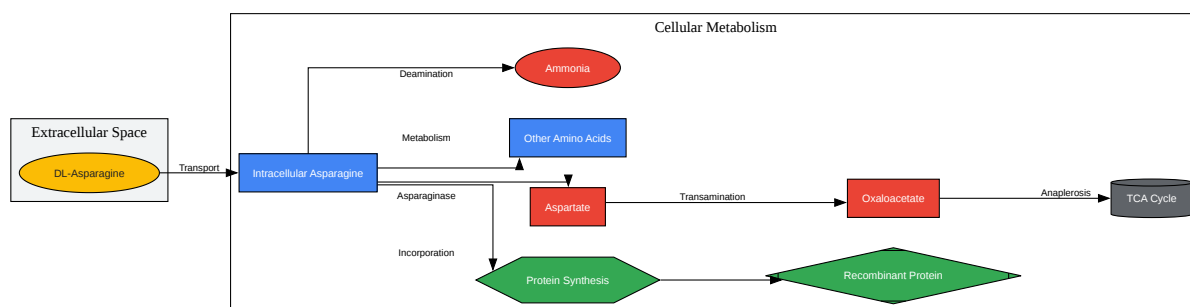 Cellular Metabolism
Ammonia
Deamination
Extracellular Space
Metabolism
Other Amino Acids
DL-Asparagine
Transport
Intracellular Asparagine
Asparaginase
Aspartate
Transamination
Oxaloacetate
Anaplerosis
TCA Cycle
Incorporation
Protein Synthesis
Recombinant Protein